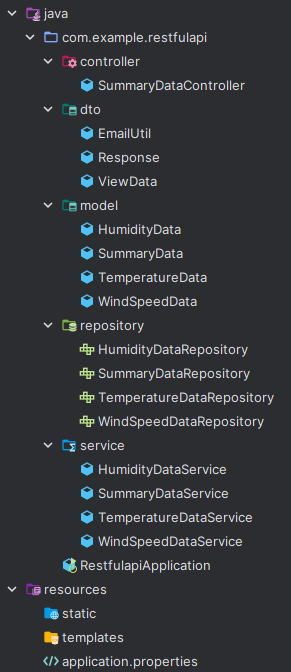 java
com.example.restfulapi
controller
SummaryDataController
dto
EmailUtil
Response
ViewData
model
HumidityData
SummaryData
TemperatureData
WindSpeedData
repository
HumidityDataRepository
SummaryDataRepository
TemperatureDataRepository
WindSpeedDataRepository
service
HumidityDataService
SummaryDataService
TemperatureDataService
WindSpeedDataService
RestfulapiApplication
resources
static
templates
application.properties